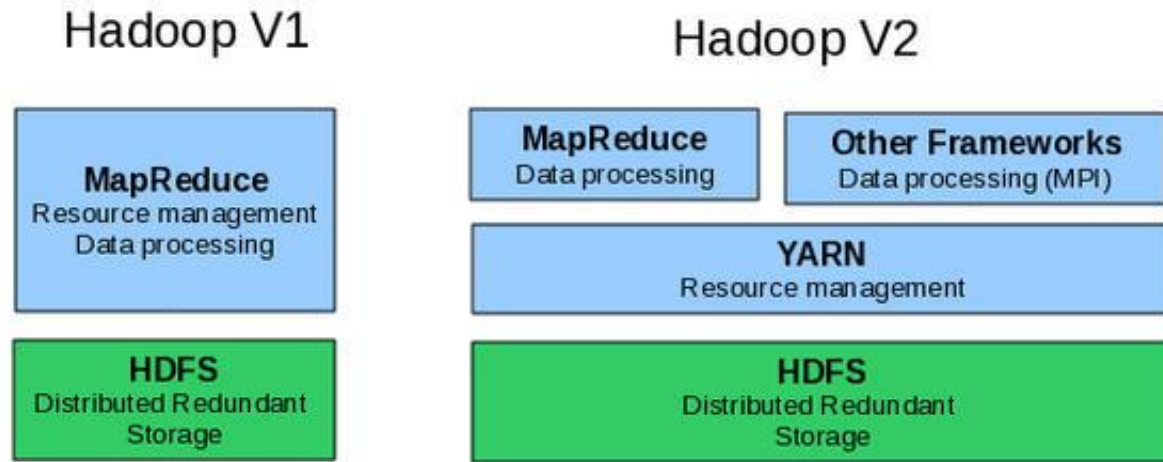 Hadoop V1
MapReduce
Resource management
Data processing
HDFS
Distributed Redundant
Storage
Hadoop V2
MapReduce
Data processing
Other Frameworks
Data processing (MPI)
YARN
Resource management
HDFS
Distributed Redundant
Storage